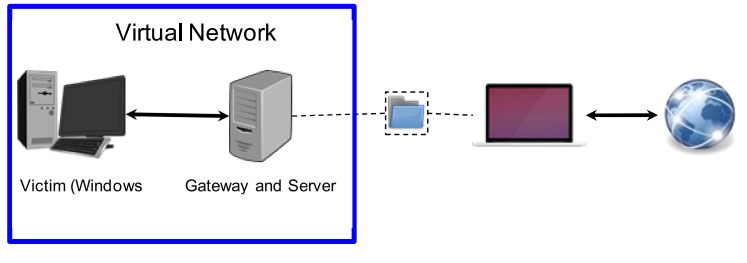 Virtual Network
Victim (Windows
Gateway and Server